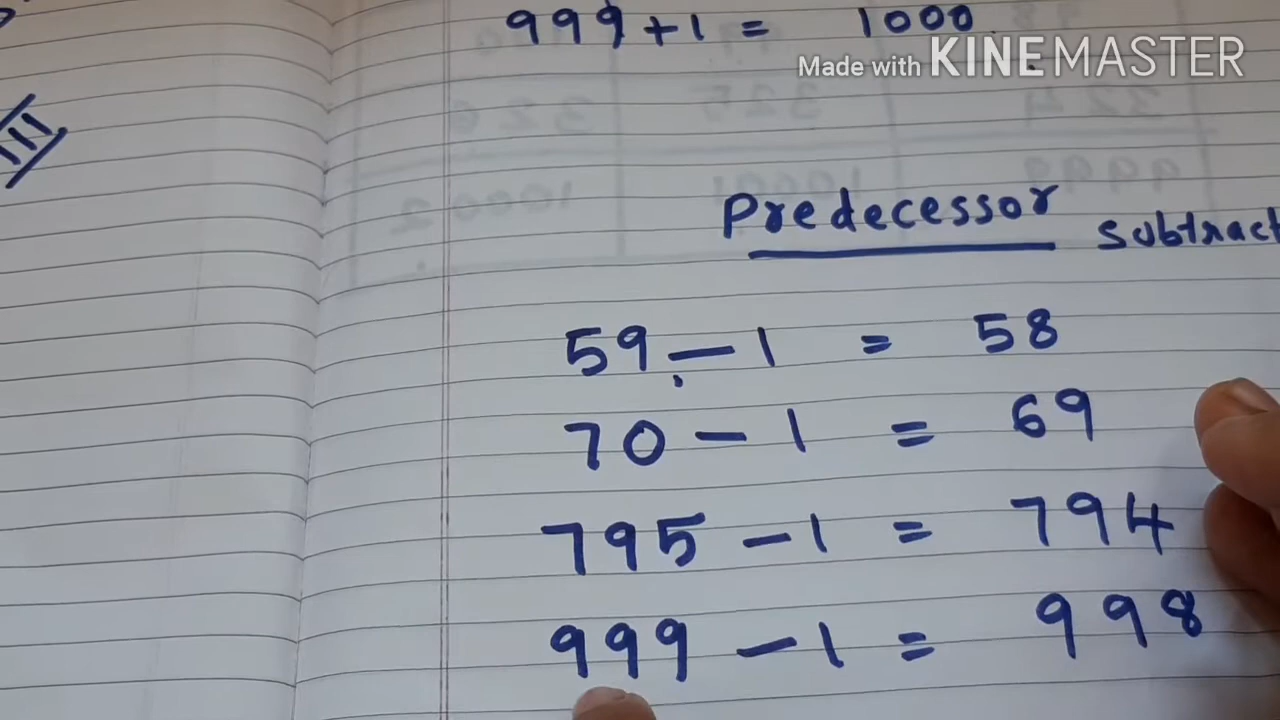 999+1 = 1000
Made with KINEMASTER
III
Predecessor subtract
59 — 1 = 58
70 — 1 = 69
795 — 1 = 794
999 — 1 = 998